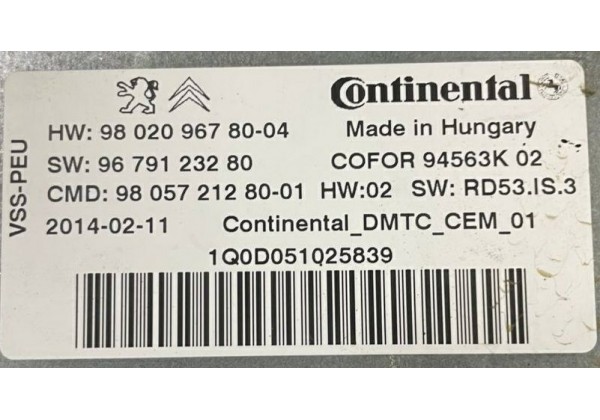 VSS-PEU
Continental
HW: 98 020 967 80-04 Made in Hungary
SW: 96 791 232 80 COFOR 94563K 02
CMD: 98 057 212 80-01 HW:02 SW: RD53.IS.3
2014-02-11 Continental_DMTC_CEM_01
1Q0D051025839